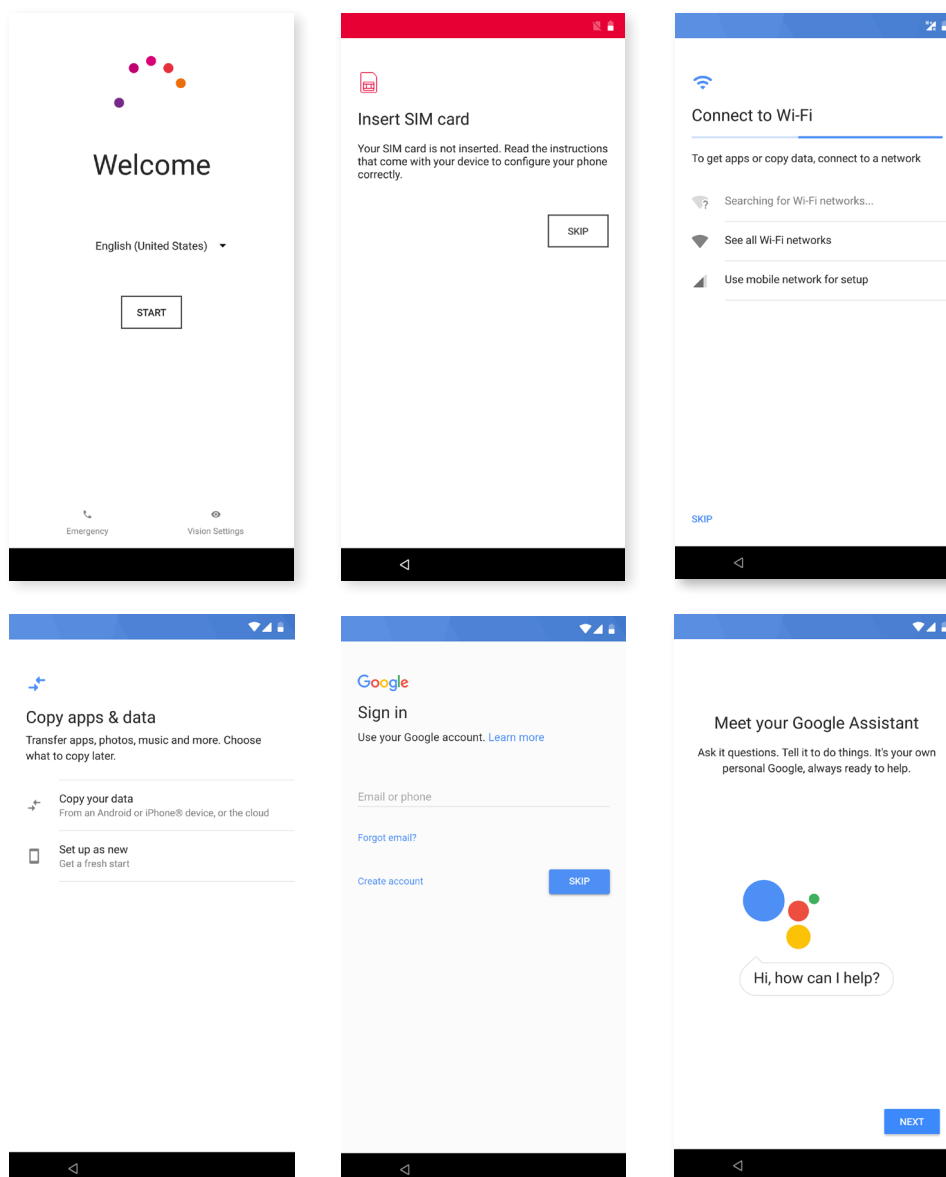 Welcome
English (United States)
START
Emergency
Vision Settings
Insert SIM card
Your SIM card is not inserted. Read the instructions
that come with your device to configure your phone
correctly.
SKIP
Connect to Wi-Fi
To get apps or copy data, connect to a network
Searching for Wi-Fi networks...
See all Wi-Fi networks
Use mobile network for setup
SKIP
Copy apps & data
Transfer apps, photos, music and more. Choose
what to copy later.
Copy your data
From an Android or iPhone® device, or the cloud
Set up as new
Get a fresh start
Google
Sign in
Use your Google account. Learn more
Email or phone
Forgot email?
Create account
SKIP
Meet your Google Assistant
Ask it questions. Tell it to do things. It's your own
personal Google, always ready to help.
Hi, how can I help?
NEXT